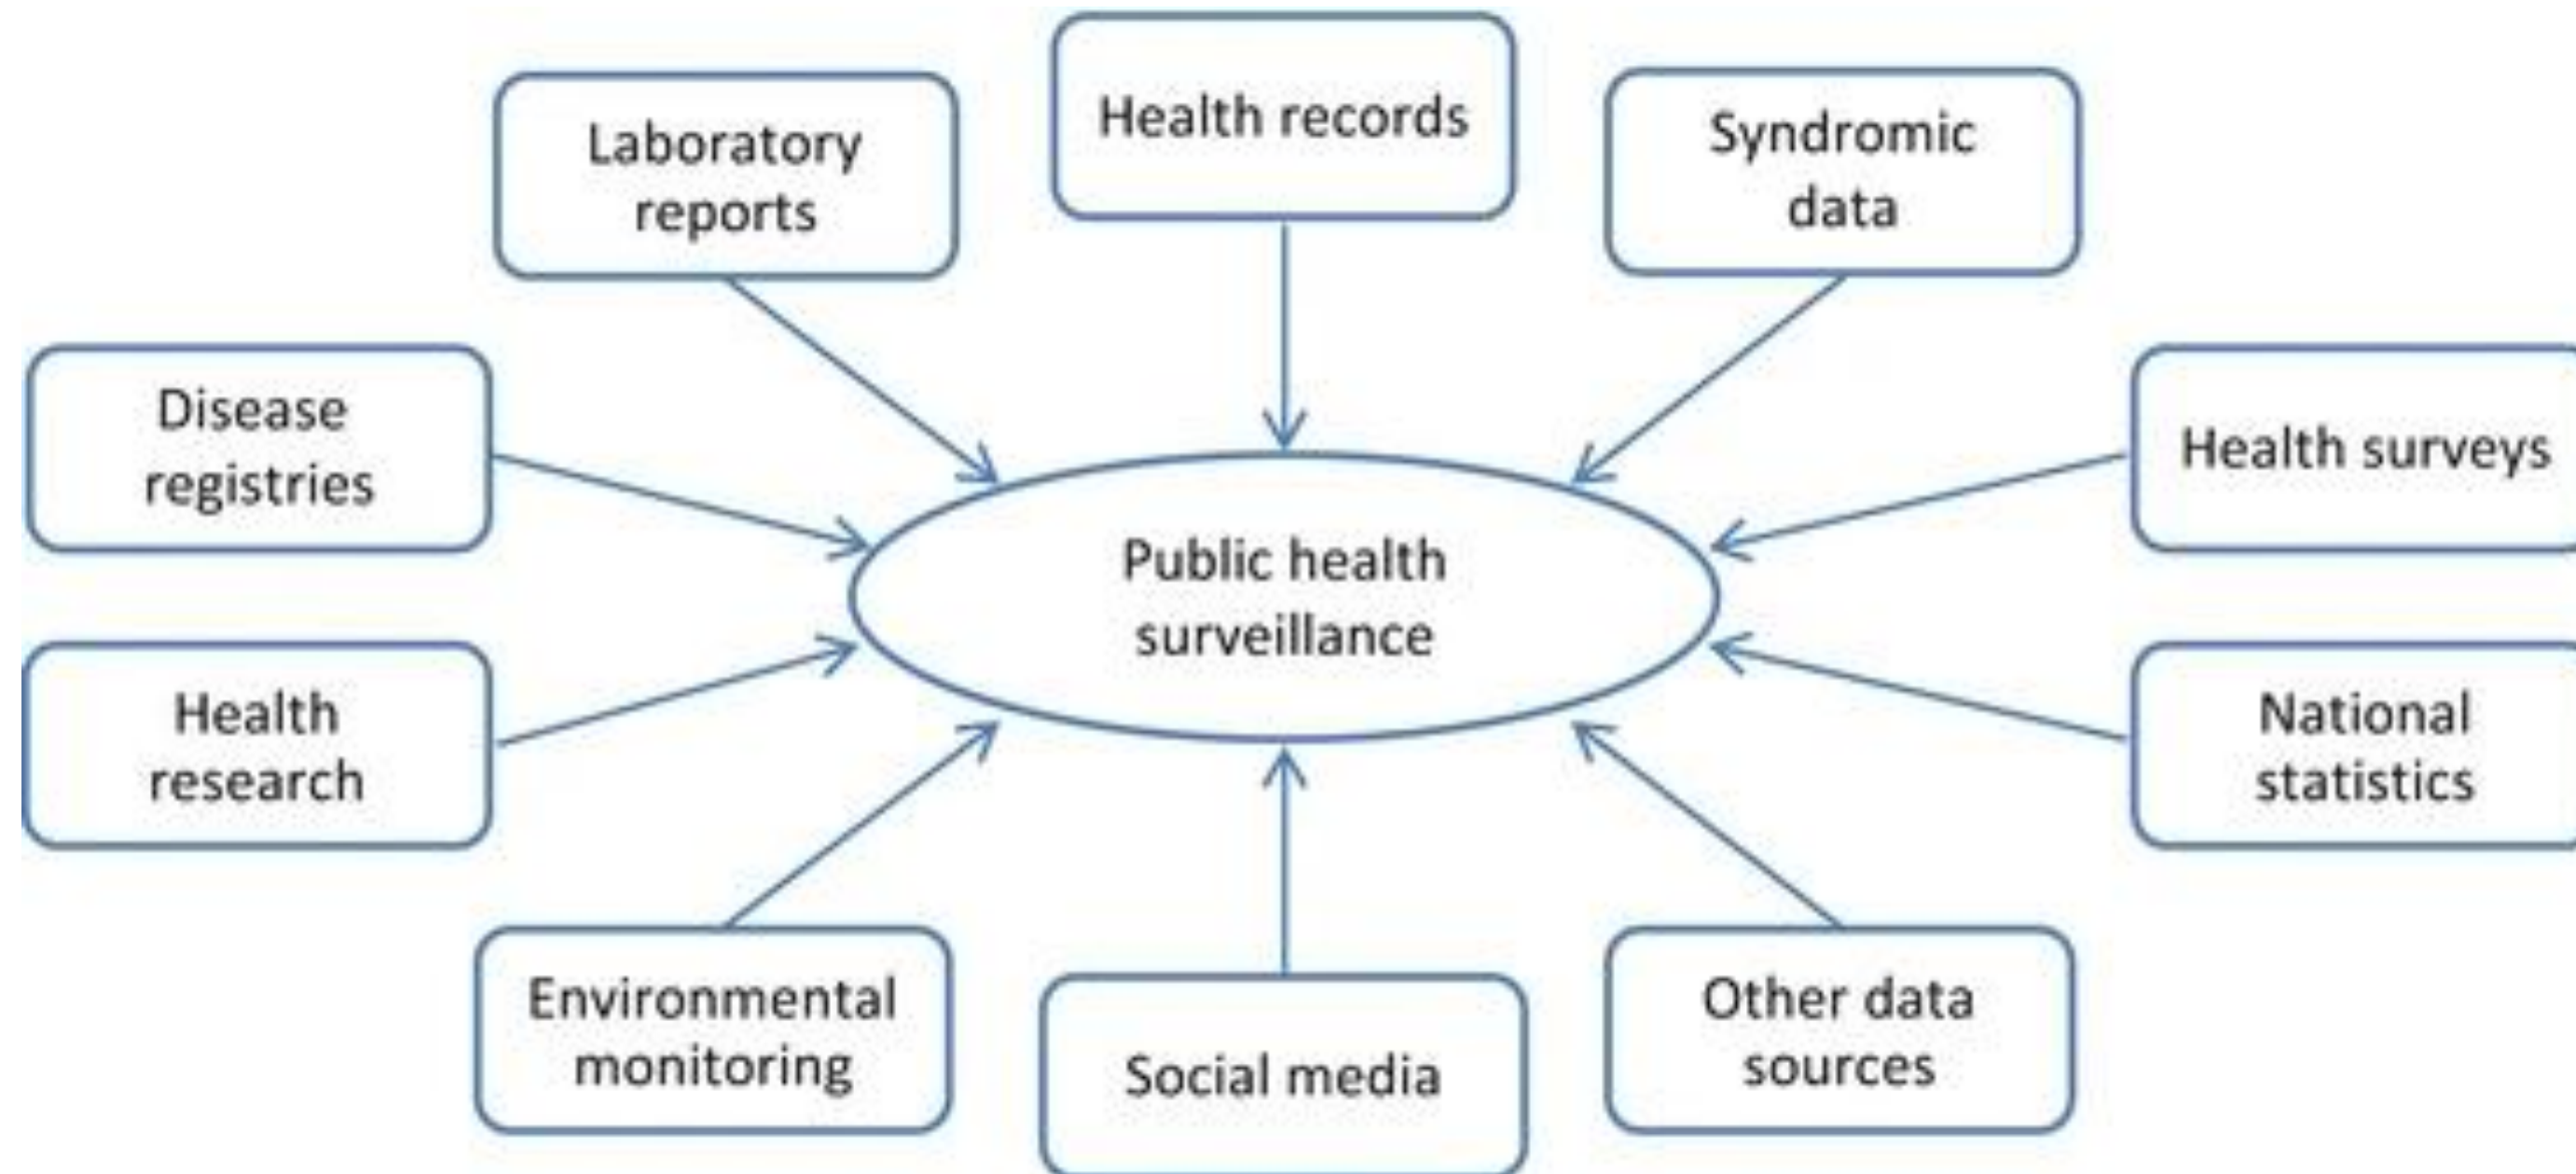 Health records
Laboratory
reports
Syndromic
data
Disease
registries
Health surveys
Public health
surveillance
Health
research
National
statistics
Environmental
monitoring
Social media
Other data
sources